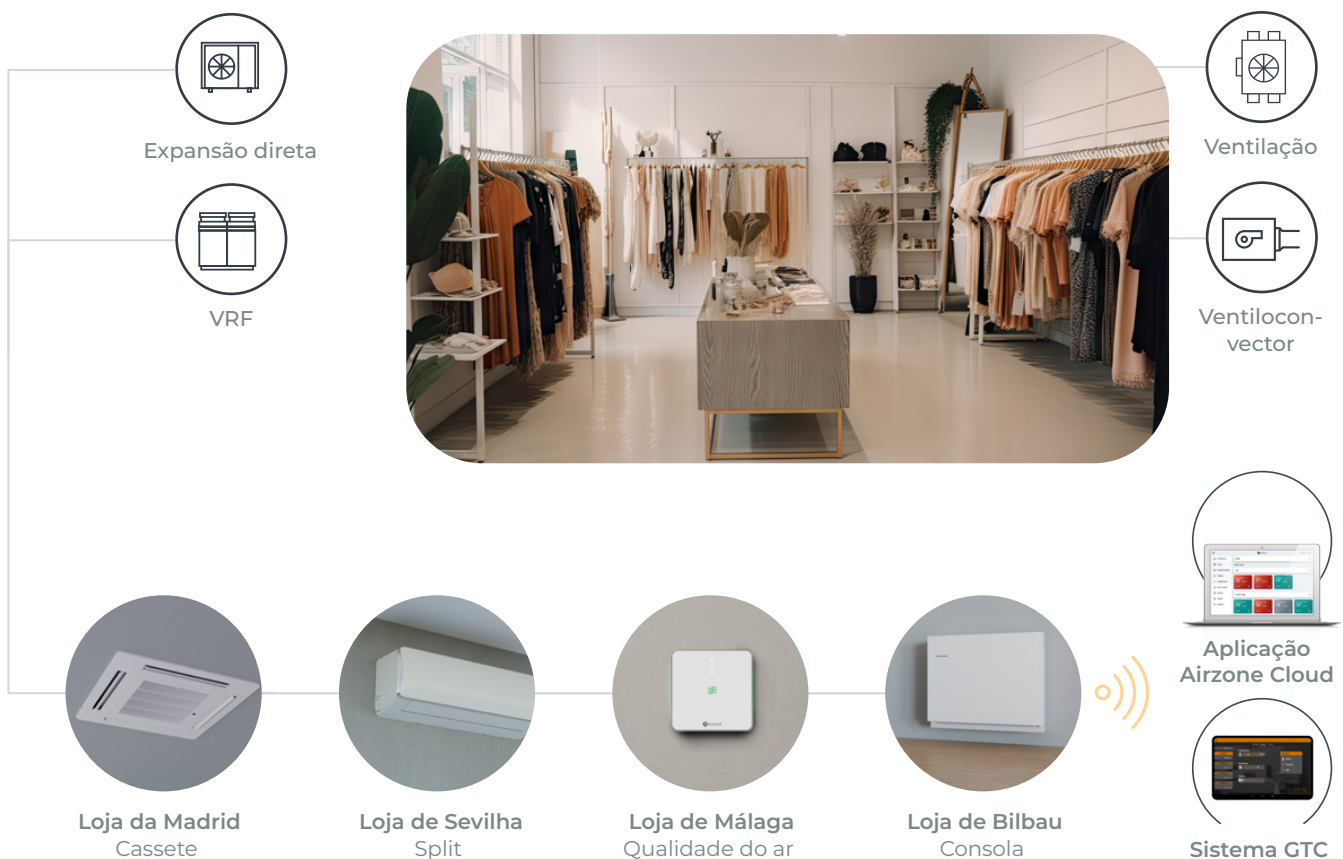 Expansão direta
VRF
Ventilação
Ventilocon-
vector
Aplicação
Airzone Cloud
Loja da Madrid
Cassete
Loja de Sevilha
Split
Loja de Málaga
Qualidade do ar
Loja de Bilbau
Consola
Sistema GTC